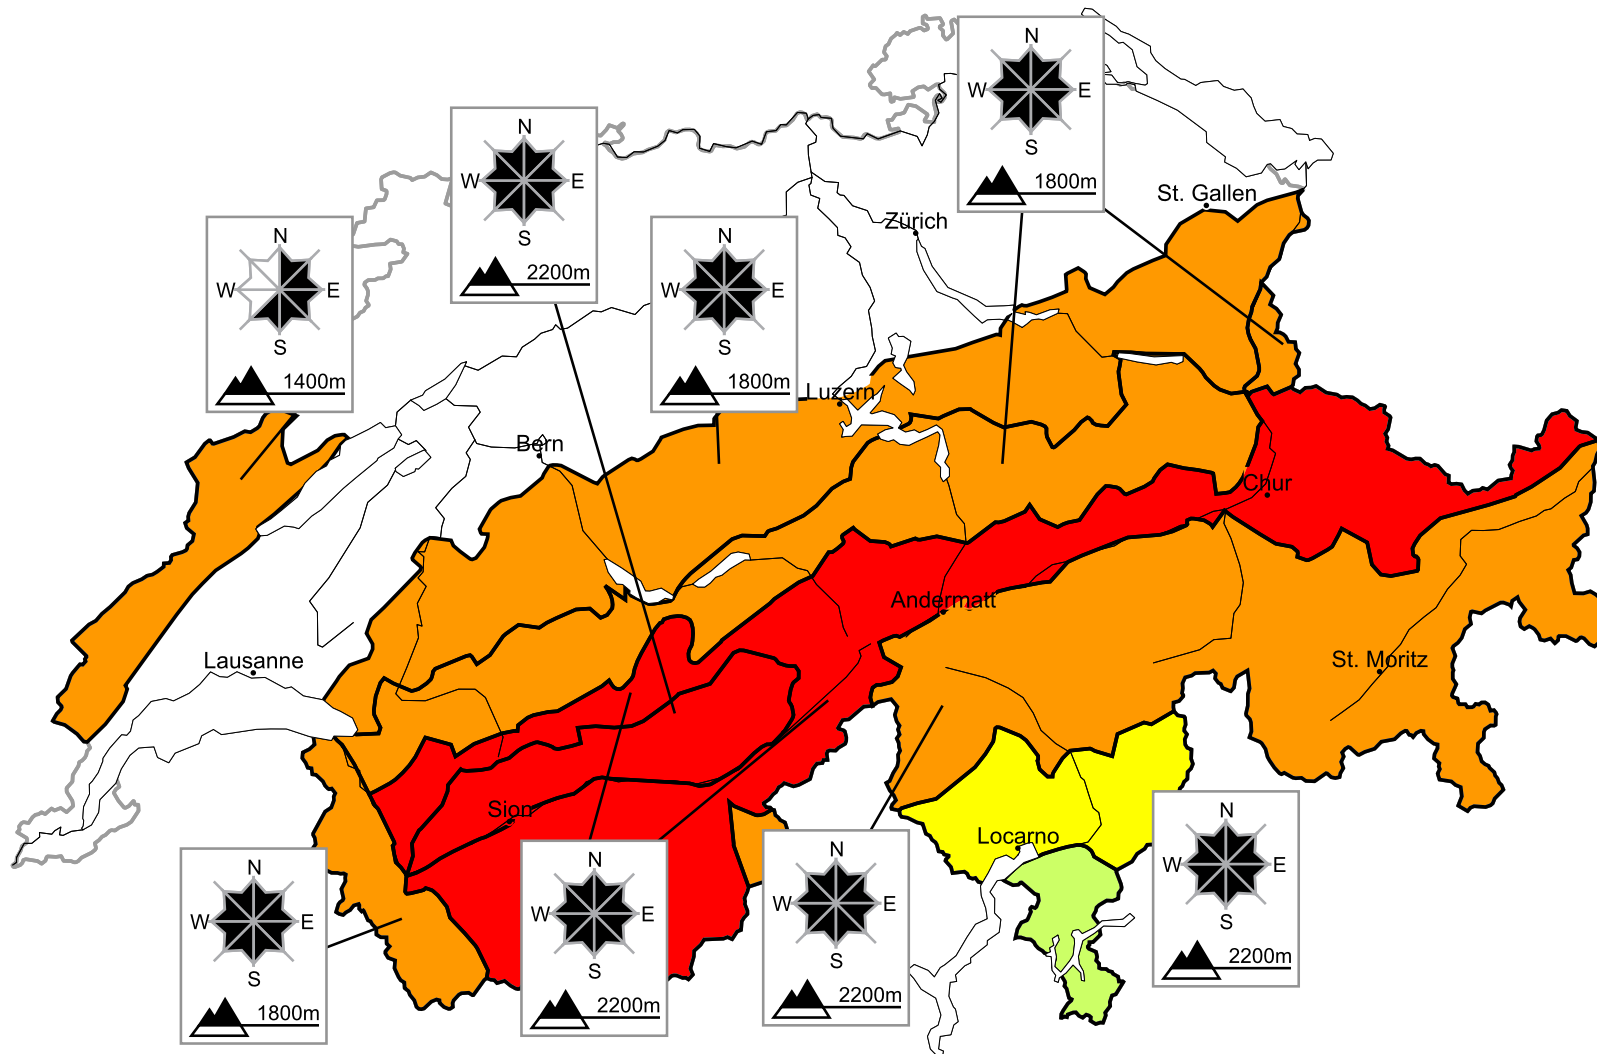 N
W E
S
1800m
N
W E
S
2200m
St. Gallen
Zürich
N
W E
S
1400m
N
W E
S
1800m
Luzern
Bern
Chur
Andermatt
Lausanne
St. Moritz
Sion
Locarno
N
W E
S
2200m
N
W E
S
1800m
N
W E
S
2200m
N
W E
S
2200m